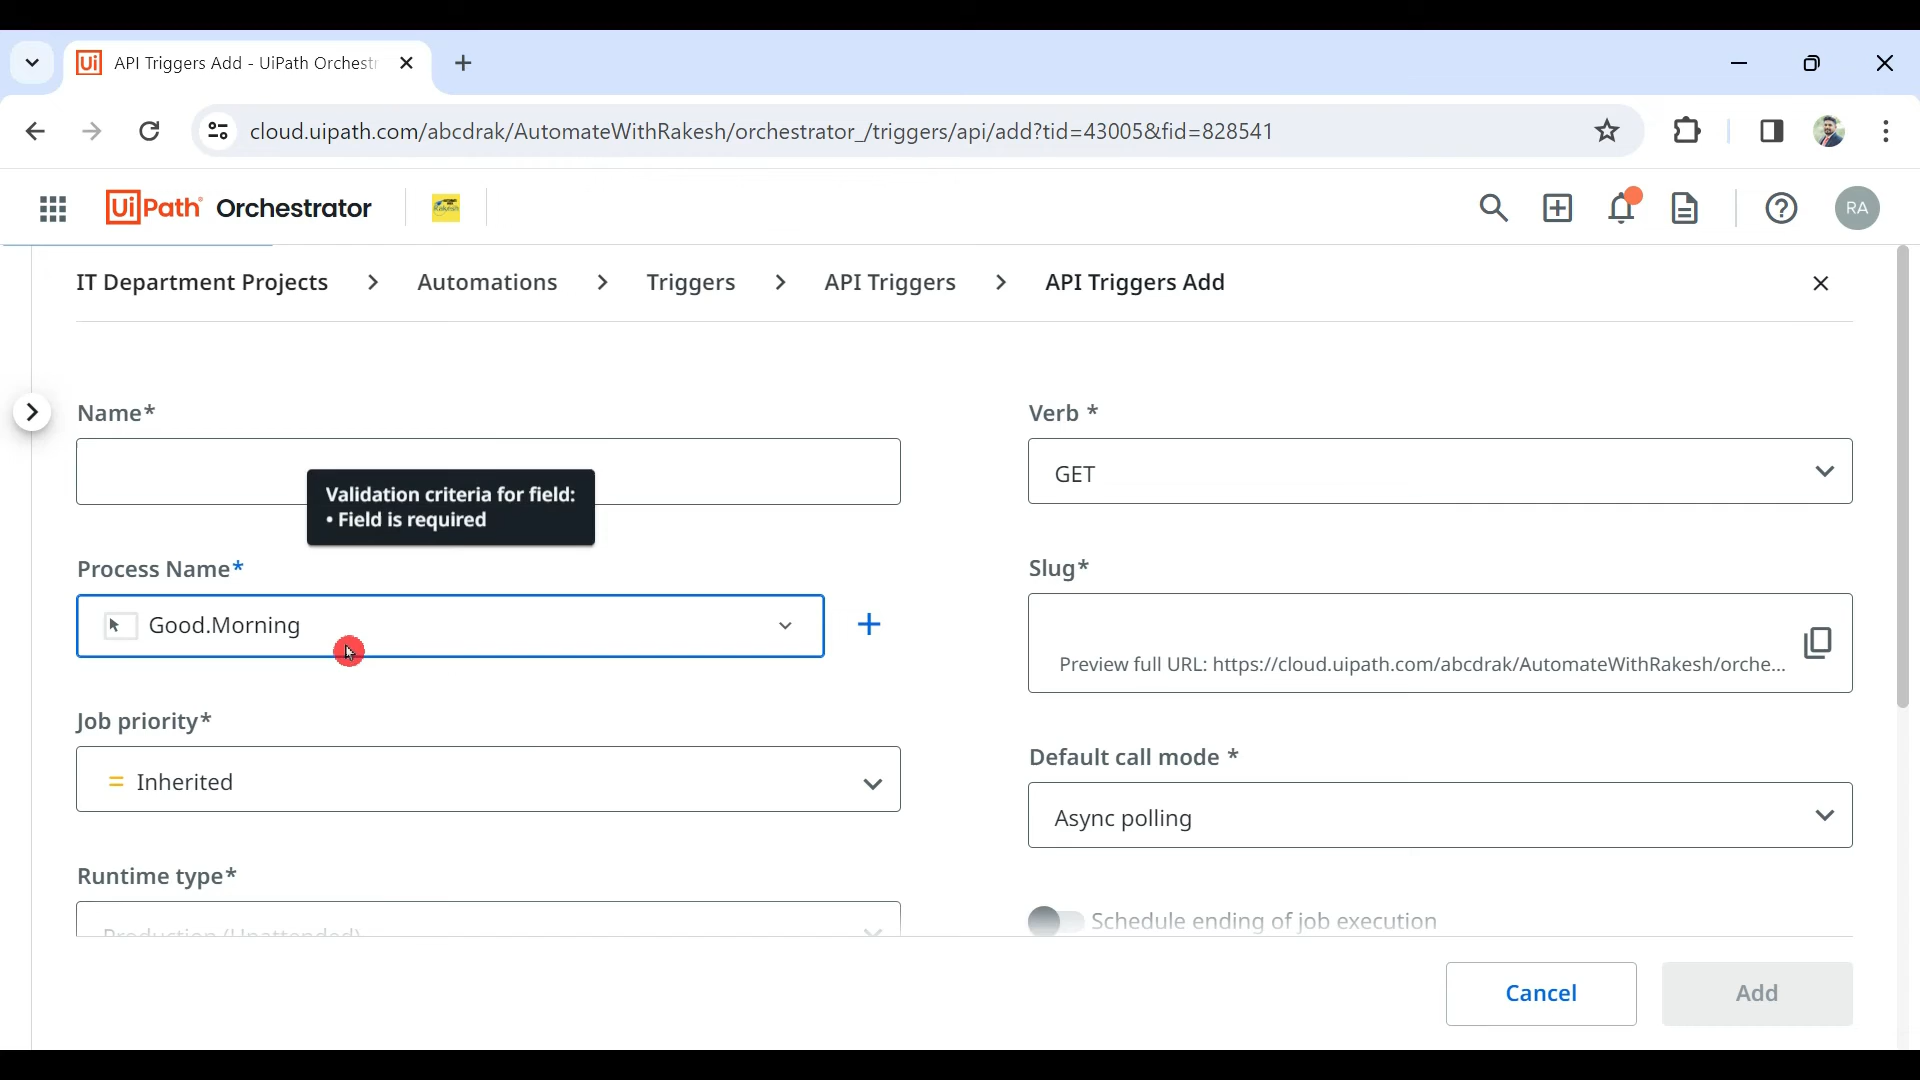 API Triggers Add - UiPath Orchestr
cloud.uipath.com/abcdrak/AutomateWithRakesh/orchestrator_/triggers/api/add?tid=43005&fid=828541
UiPath Orchestrator
RA
IT Department Projects > Automations > Triggers > API Triggers > API Triggers Add
Name*
Verb *
GET
Validation criteria for field:
• Field is required
Process Name*
Good.Morning
Slug*
Preview full URL: https://cloud.uipath.com/abcdrak/AutomateWithRakesh/orche...
Job priority*
Inherited
Default call mode *
Async polling
Runtime type*
Production (Unattended)
Schedule ending of job execution
Cancel
Add